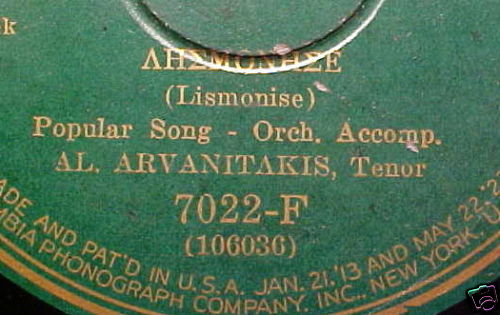 k
ΛΗΣΜΟΝΗΣΕ
(Lismonise)
Popular Song - Orch. Accomp.
AL. ARVANITAKIS, Tenor
7022-F
(106036)
ADE AND PAT'D IN U.S.A. JAN. 21,'13 AND MAY 22-'2
MBIA PHONOGRAPH COMPANY, INC., NEW YORK,
ebY